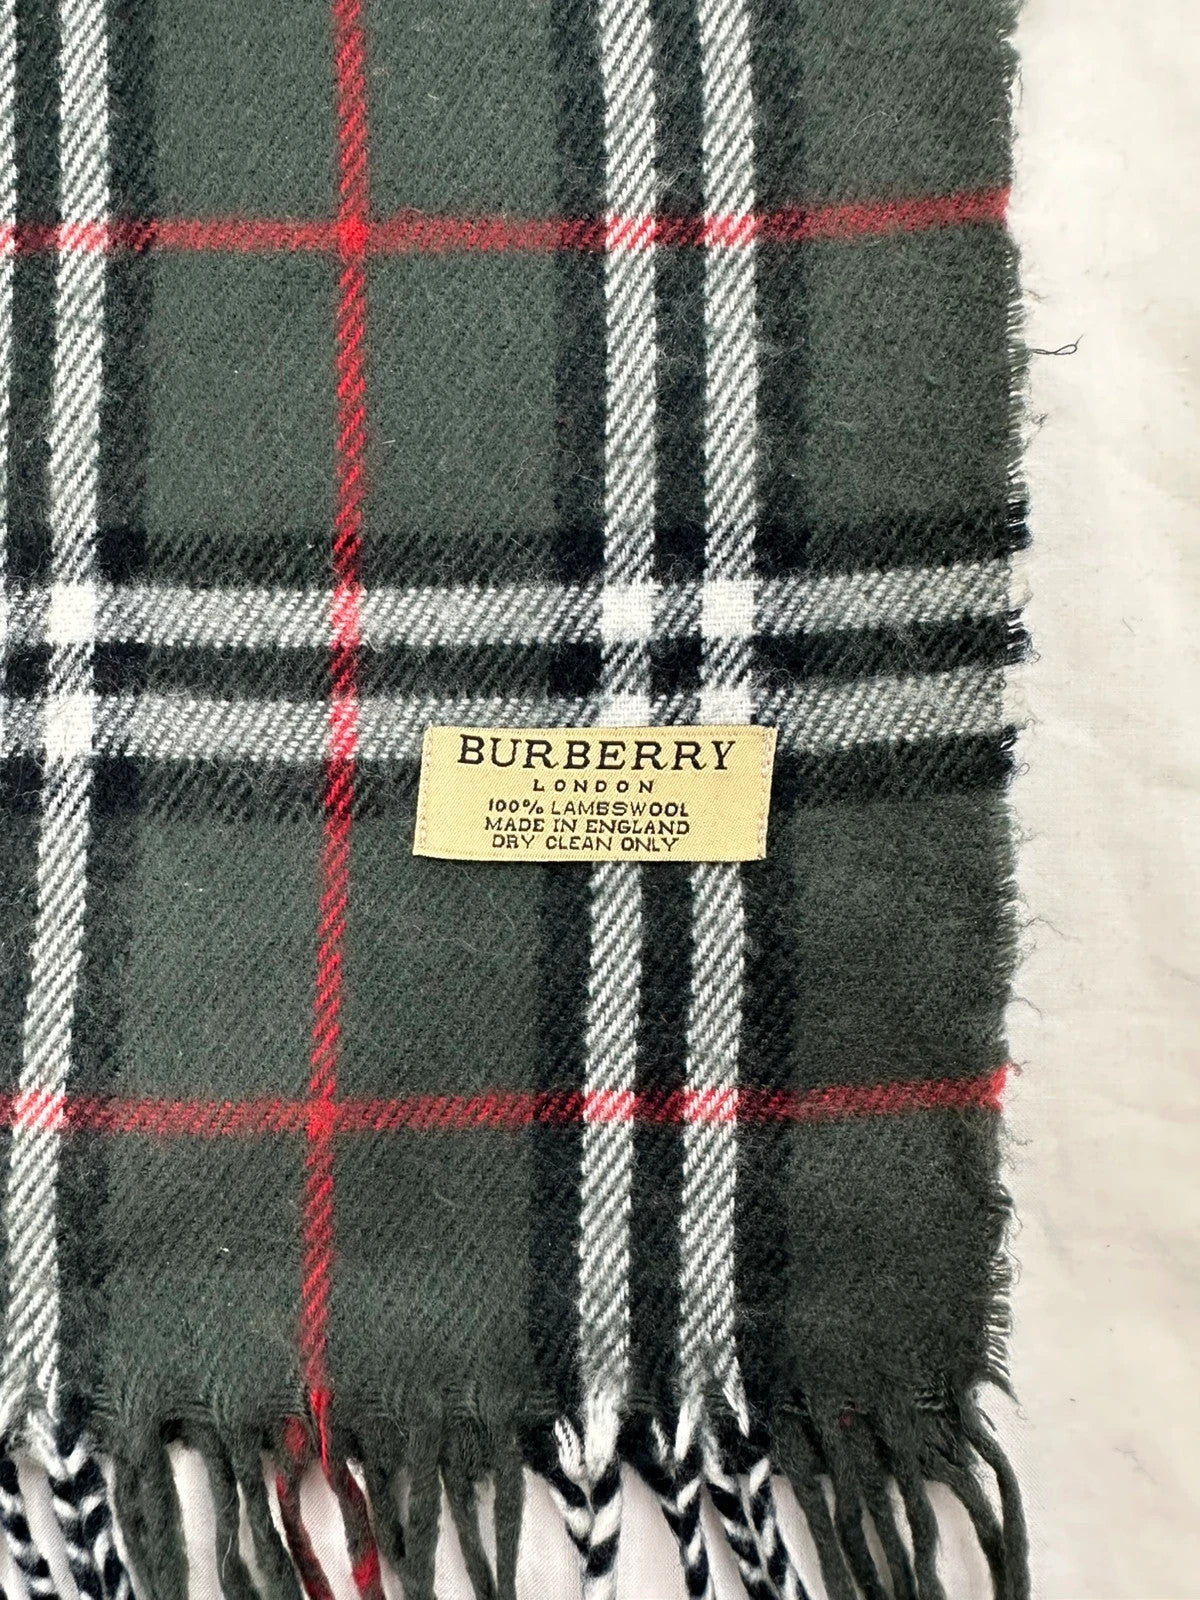 BURBERRY
LONDON
100% LAMBSWOOL
MADE IN ENGLAND
DRY CLEAN ONLY